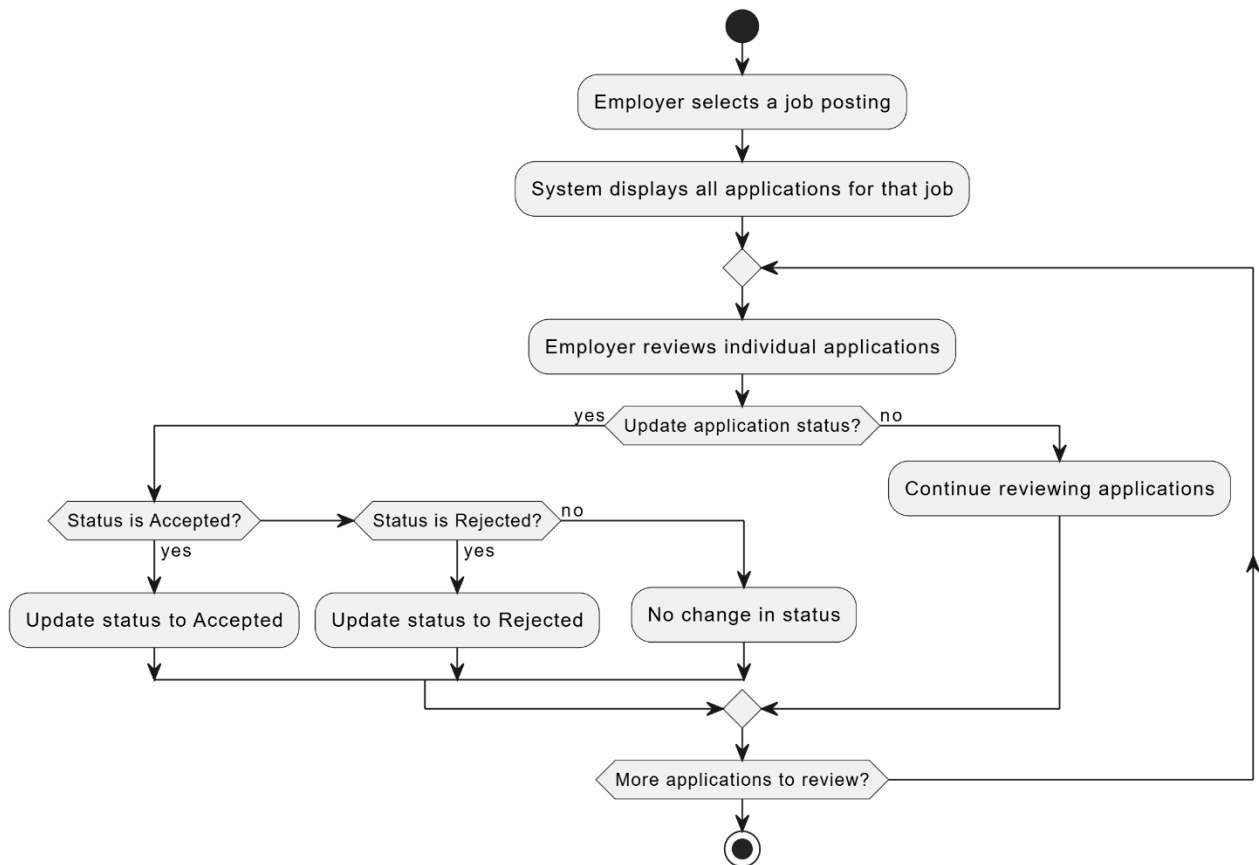 Employer selects a job posting
System displays all applications for that job
Employer reviews individual applications
yes
Update application status?
no
Continue reviewing applications
Status is Accepted?
Status is Rejected?
no
yes
yes
Update status to Accepted
Update status to Rejected
No change in status
More applications to review?